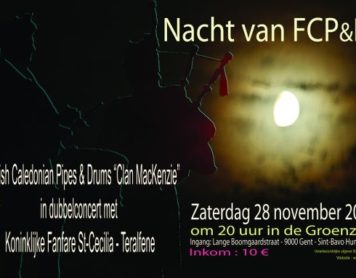 Nacht van FCP&
ish Caledonian Pipes & Drums "Clan MacKenzie"
in dubbelconcert met
Koninklijke Fanfare St-Cecilia - Teralfene
Zaterdag 28 november 20
om 20 uur in de Groenz
Ingang: Lange Boomgaardstraat - 9000 Gent - Sint-Bavo Hu
Inkom : 10 €